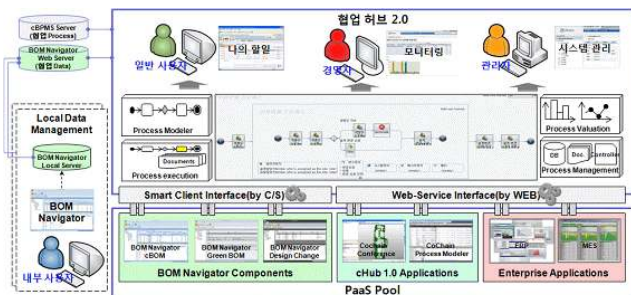 협업 허브 2.0
cBPMS Server
(협업 Process)
BOM Navigator
Web Server
(협업 Data)
일반 사용자
나의 할일
경영자
모니터링
관리자
시스템 관리
Local Data
Management
BOM Navigator
Local Server
BOM
Navigator
내부 사용자
Process Modeler
Process execution
Documents
Process Valuation
DB
Doc.
Controller
Process Management
Smart Client Interface(by C/S)
Web-Service Interface(by WEB)
BOM Navigator
cBOM
BOM Navigator
Green BOM
BOM Navigator
Design Change
BOM Navigator Components
Cochain
Conference
CoChain
Process Modeler
cHub 1.0 Applications
ERP
MES
Enterprise Applications
PaaS Pool